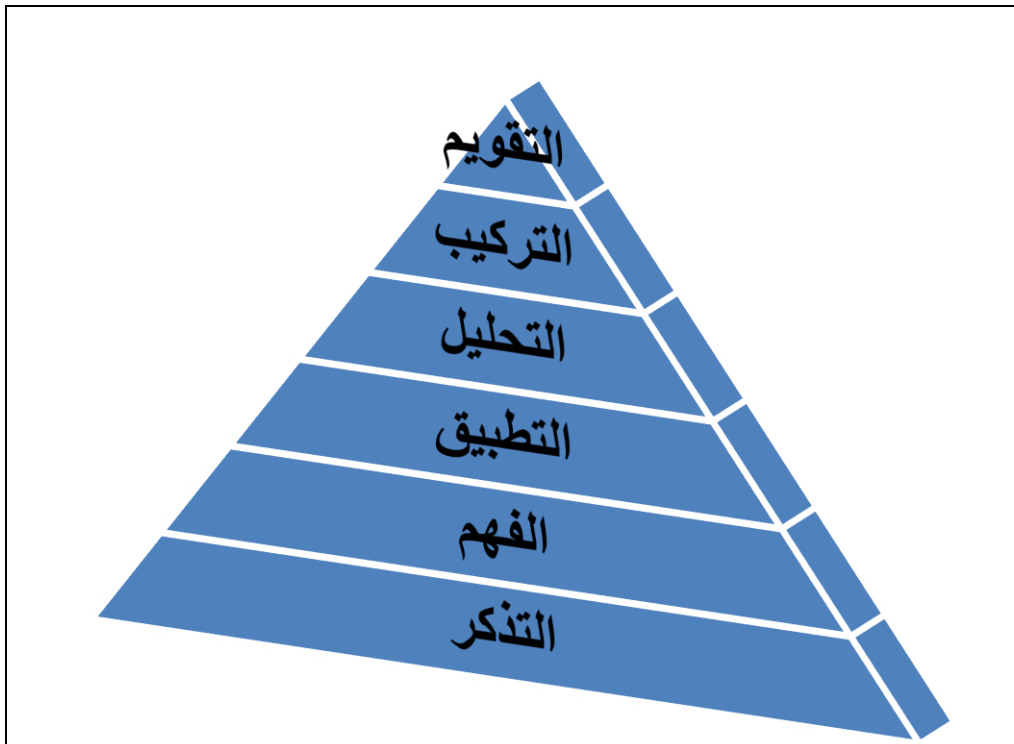 التقويم
التركيب
التحليل
التطبيق
الفهم
التذكر